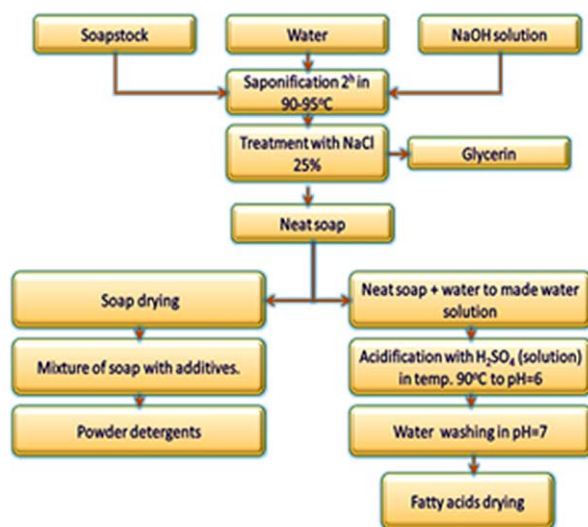 Soapstock
Water
NaOH solution
Saponification 2ʰ in
90-95ºC
Treatment with NaCl
25%
Glycerin
Neat soap
Soap drying
Neat soap + water to made water
solution
Mixture of soap with additives.
Acidification with H₂SO₄ (solution)
in temp. 90ºC to pH=6
Powder detergents
Water washing in pH=7
Fatty acids drying